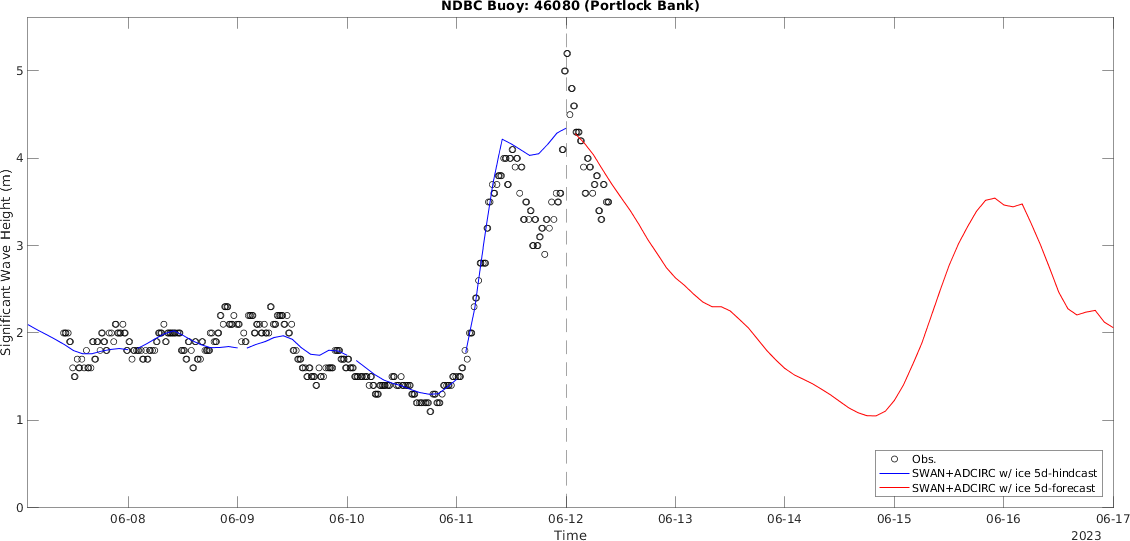 NDBC Buoy: 46080 (Portlock Bank)
Significant Wave Height (m)
5
4
3
2
1
0
Obs.
SWAN+ADCIRC w/ ice 5d-hindcast
SWAN+ADCIRC w/ ice 5d-forecast
06-08 06-09 06-10 06-11 06-12 06-13 06-14 06-15 06-16 06-17
Time
2023